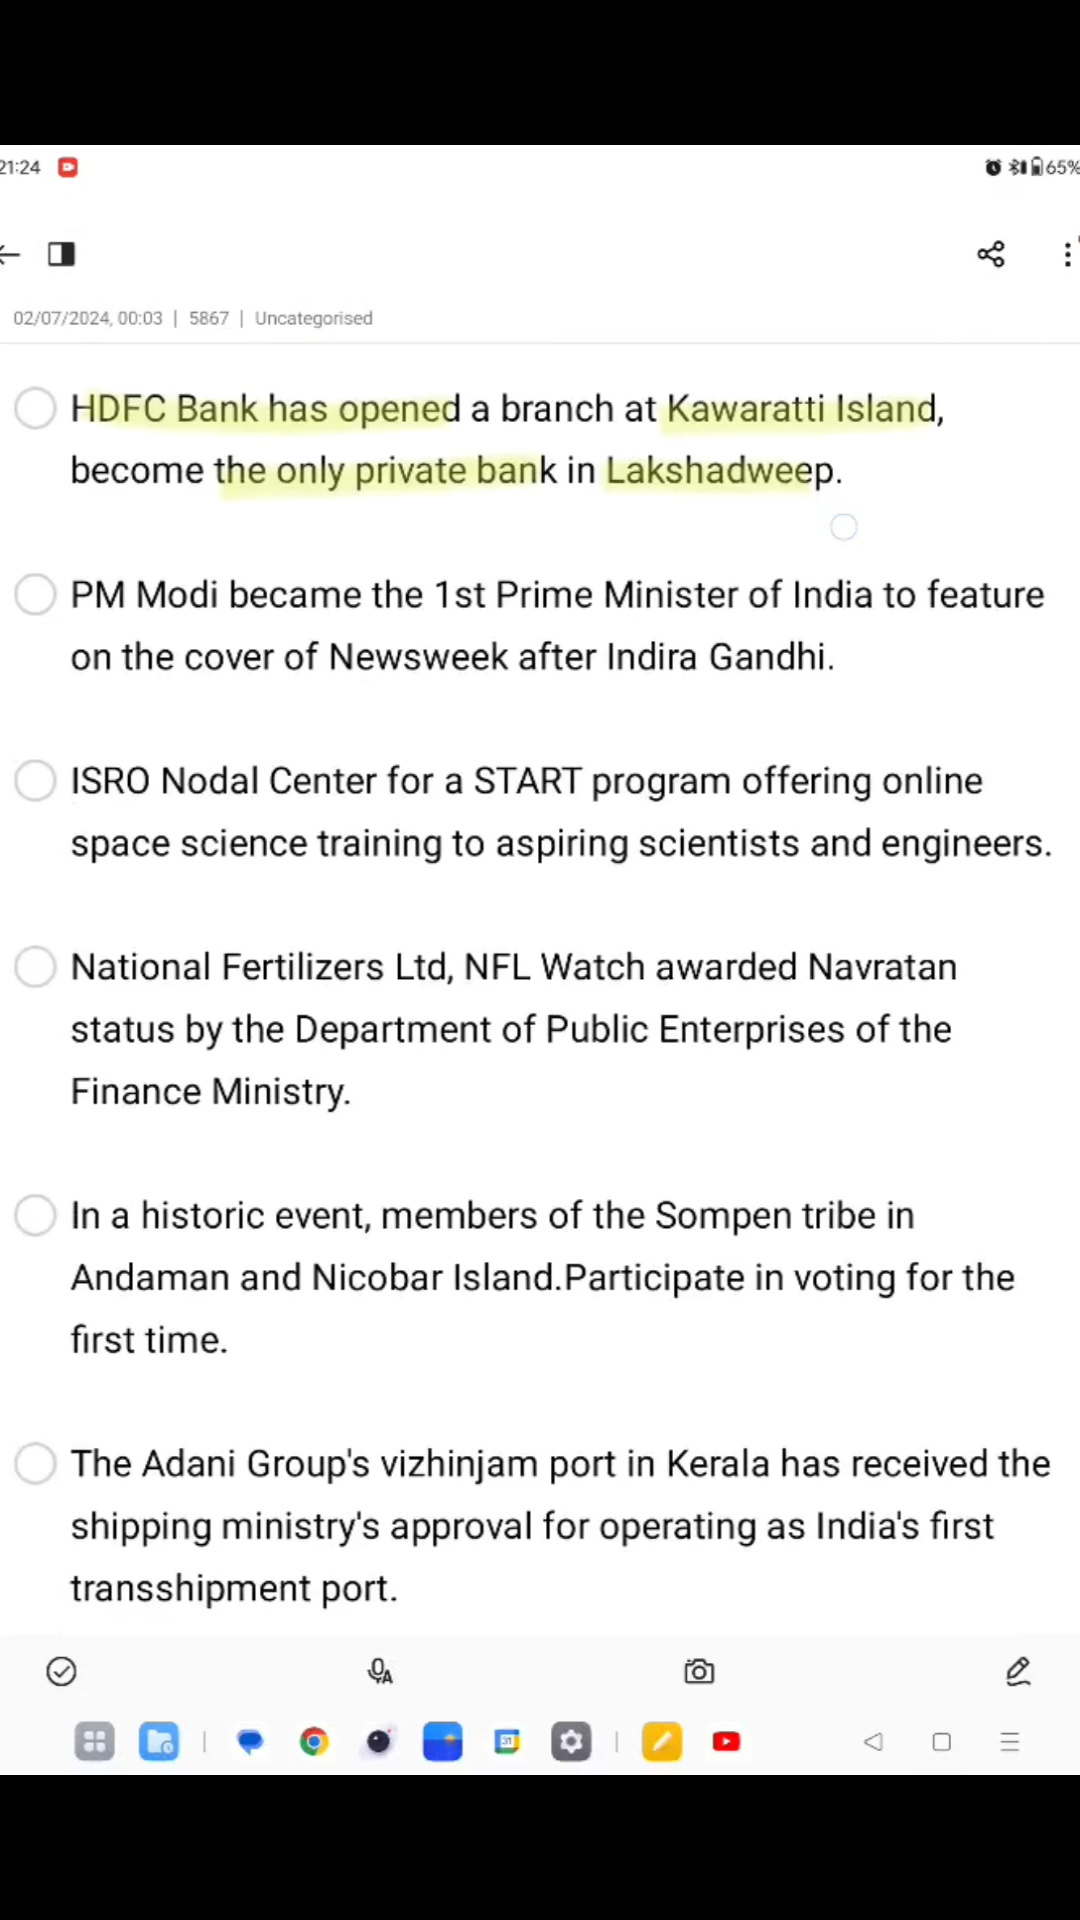 21:24
65%
02/07/2024, 00:03 | 5867 | Uncategorised
HDFC Bank has opened a branch at Kawaratti Island,
become the only private bank in Lakshadweep.
PM Modi became the 1st Prime Minister of India to feature
on the cover of Newsweek after Indira Gandhi.
ISRO Nodal Center for a START program offering online
space science training to aspiring scientists and engineers.
National Fertilizers Ltd, NFL Watch awarded Navratan
status by the Department of Public Enterprises of the
Finance Ministry.
In a historic event, members of the Sompen tribe in
Andaman and Nicobar Island.Participate in voting for the
first time.
The Adani Group's vizhinjam port in Kerala has received the
shipping ministry's approval for operating as India's first
transshipment port.
A
31